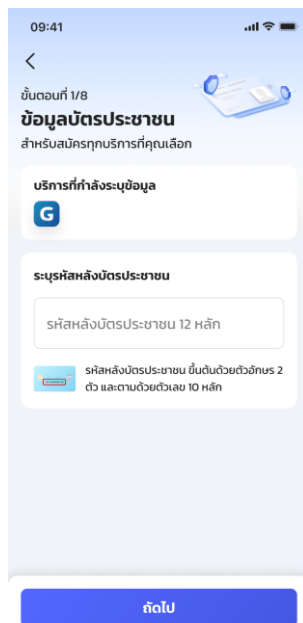 09:41
ขั้นตอนที่ 1/8
ข้อมูลบัตรประชาชน
สำหรับสมัครทุกบริการที่คุณเลือก
บริการที่กำลังระบุข้อมูล
G
ระบุรหัสหลังบัตรประชาชน
รหัสหลังบัตรประชาชน 12 หลัก
รหัสหลังบัตรประชาชน ขึ้นต้นด้วยตัวอักษร 2
ตัว และตามด้วยตัวเลข 10 หลัก
ถัดไป